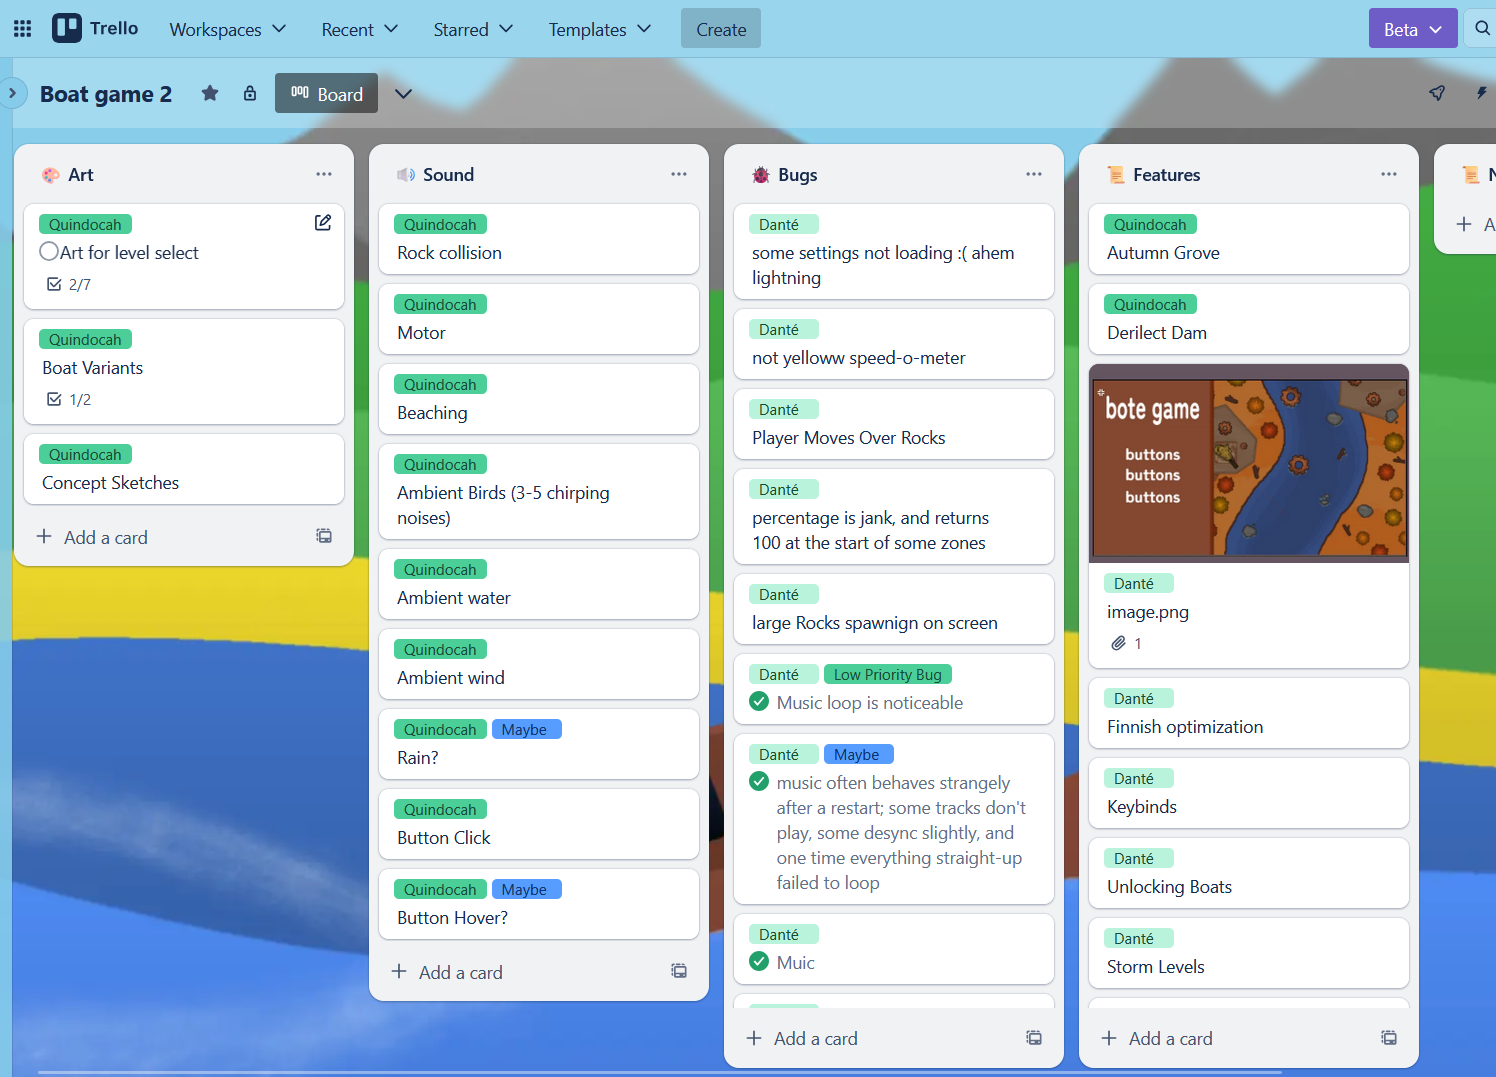 Trello
Workspaces
Recent
Starred
Templates
Create
Beta
Boat game 2
Board
Art
Quindocah
Art for level select
2/7
Quindocah
Boat Variants
1/2
Quindocah
Concept Sketches
Add a card
Sound
Quindocah
Rock collision
Quindocah
Motor
Quindocah
Beaching
Quindocah
Ambient Birds (3-5 chirping
noises)
Quindocah
Ambient water
Quindocah
Ambient wind
Quindocah Maybe
Rain?
Quindocah
Button Click
Quindocah Maybe
Button Hover?
Add a card
Bugs
Danté
some settings not loading :( ahem
lightning
Danté
not yelloww speed-o-meter
Danté
Player Moves Over Rocks
Danté
percentage is jank, and returns
100 at the start of some zones
Danté
large Rocks spawnign on screen
Danté Low Priority Bug
Music loop is noticeable
Danté Maybe
music often behaves strangely
after a restart; some tracks don't
play, some desync slightly, and
one time everything straight-up
failed to loop
Danté
Muic
Add a card
Features
Quindocah
Autumn Grove
Quindocah
Derilect Dam
bote game
buttons
buttons
buttons
Danté
image.png
1
Danté
Finnish optimization
Danté
Keybinds
Danté
Unlocking Boats
Danté
Storm Levels
Add a card